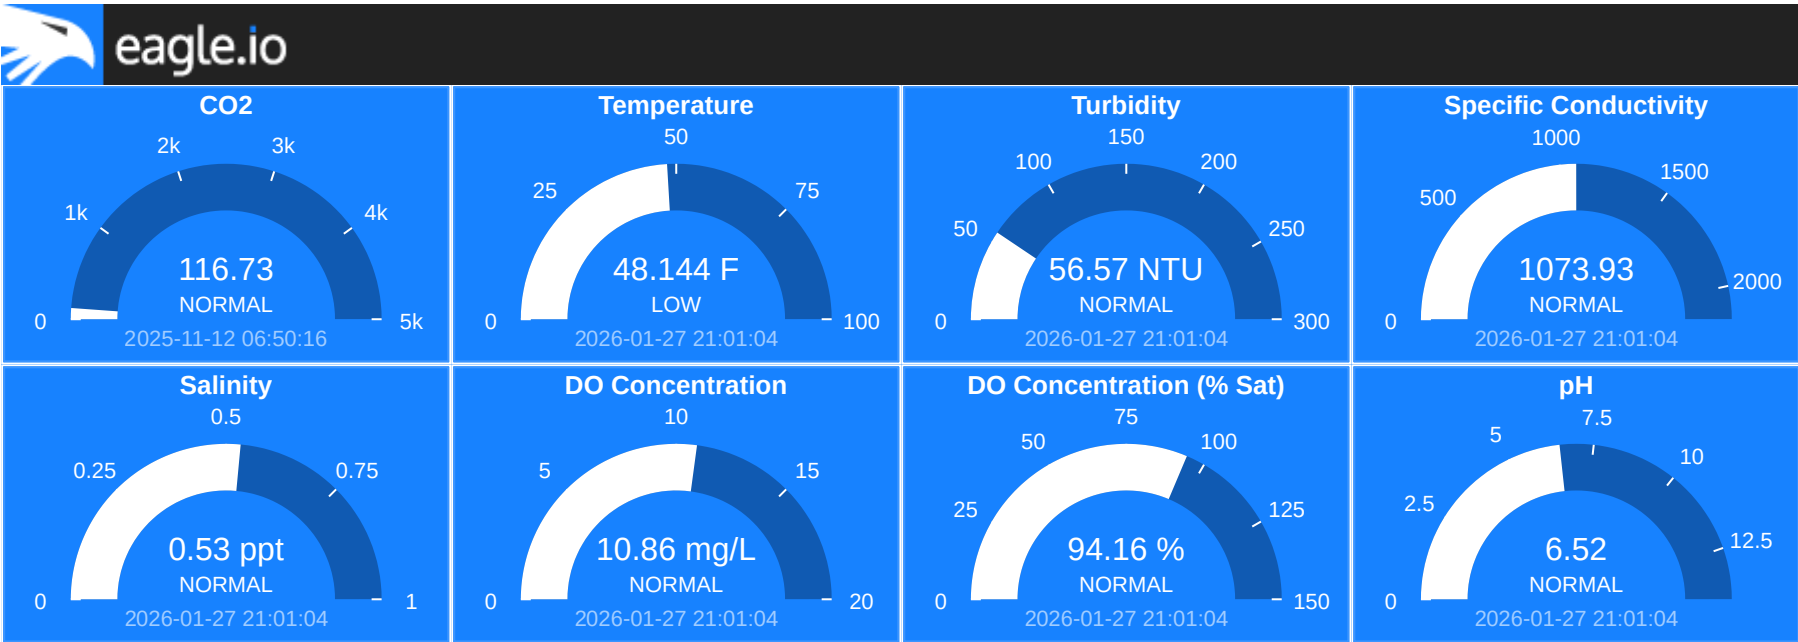 eagle.io
CO2
0
1k
2k
3k
4k
5k
116.73
NORMAL
2025-11-12 06:50:16
Temperature
0
25
50
75
100
48.144 F
LOW
2026-01-27 21:01:04
Turbidity
0
50
100
150
200
250
300
56.57 NTU
NORMAL
2026-01-27 21:01:04
Specific Conductivity
0
500
1000
1500
2000
1073.93
NORMAL
2026-01-27 21:01:04
Salinity
0
0.25
0.5
0.75
1
0.53 ppt
NORMAL
2026-01-27 21:01:04
DO Concentration
0
5
10
15
20
10.86 mg/L
NORMAL
2026-01-27 21:01:04
DO Concentration (% Sat)
0
25
50
75
100
125
150
94.16 %
NORMAL
2026-01-27 21:01:04
pH
0
2.5
5
7.5
10
12.5
6.52
NORMAL
2026-01-27 21:01:04